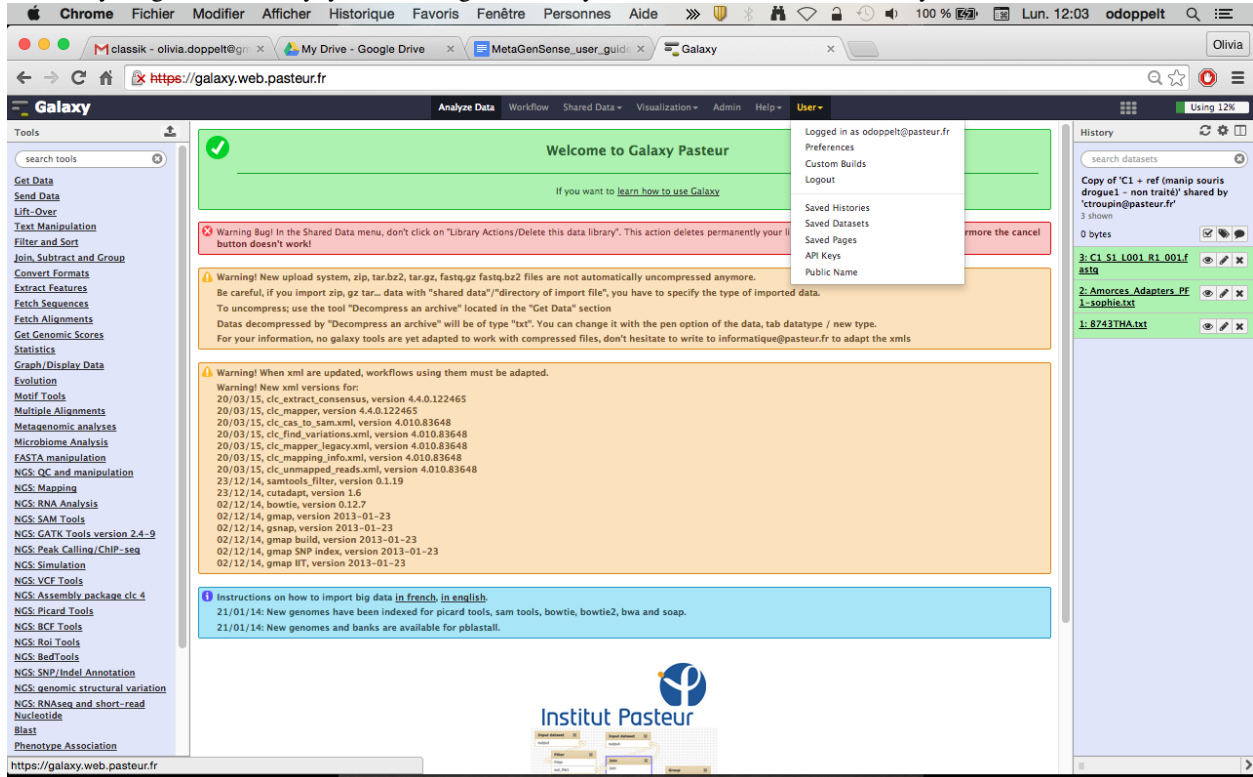 Chrome Fichier Modifier Afficher Historique Favoris Fenêtre Personnes Aide 100 % Lun. 12:03 odoppelt
classik - olivia.doppelt@gm
My Drive - Google Drive
MetaGenSense_user_guide
Galaxy
Olivia
https://galaxy.web.pasteur.fr
Galaxy
Analyze Data Workflow Shared Data Visualization Admin Help User
Using 12%
Tools
search tools
Get Data
Send Data
Lift-Over
Text Manipulation
Filter and Sort
Join, Subtract and Group
Convert Formats
Extract Features
Fetch Sequences
Fetch Alignments
Get Genomic Scores
Statistics
Graph/Display Data
Evolution
Motif Tools
Multiple Alignments
Metagenomic analyses
Microbiome Analysis
FASTA manipulation
NGS: QC and manipulation
NGS: Mapping
NGS: RNA Analysis
NGS: SAM Tools
NGS: GATK Tools version 2.4-9
NGS: Peak Calling/ChIP-seq
NGS: Simulation
NGS: VCF Tools
NGS: Assembly package clc 4
NGS: Picard Tools
NGS: BCF Tools
NGS: Roi Tools
NGS: BedTools
NGS: SNP/Indel Annotation
NGS: genomic structural variation
NGS: RNAseq and short-read
Nucleotide
Blast
Phenotype Association
https://galaxy.web.pasteur.fr
Welcome to Galaxy Pasteur
If you want to learn how to use Galaxy
Warning Bug! In the Shared Data menu, don't click on "Library Actions/Delete this data library". This action deletes permanently your li rmore the cancel
button doesn't work!
Warning! New upload system, zip, tar.bz2, tar.gz, fastq.gz fastq.bz2 files are not automatically uncompressed anymore.
Be careful, if you import zip, gz tar... data with "shared data"/"directory of import file", you have to specify the type of imported data.
To uncompress; use the tool "Decompress an archive" located in the "Get Data" section
Datas decompressed by "Decompress an archive" will be of type "txt". You can change it with the pen option of the data, tab datatype / new type.
For your information, no galaxy tools are yet adapted to work with compressed files, don't hesitate to write to informatique@pasteur.fr to adapt the xmls
Warning! When xml are updated, workflows using them must be adapted.
Warning! New xml versions for:
20/03/15, clc_extract_consensus, version 4.4.0.122465
20/03/15, clc_mapper, version 4.4.0.122465
20/03/15, clc_cas_to_sam.xml, version 4.010.83648
20/03/15, clc_find_variations.xml, version 4.010.83648
20/03/15, clc_mapper_legacy.xml, version 4.010.83648
20/03/15, clc_mapping_info.xml, version 4.010.83648
20/03/15, clc_unmapped_reads.xml, version 4.010.83648
23/12/14, samtools_filter, version 0.1.19
23/12/14, cutadapt, version 1.6
02/12/14, bowtie, version 0.12.7
02/12/14, gmap, version 2013-01-23
02/12/14, gsnap, version 2013-01-23
02/12/14, gmap build, version 2013-01-23
02/12/14, gmap SNP index, version 2013-01-23
02/12/14, gmap IIT, version 2013-01-23
Instructions on how to import big data in french, in english.
21/01/14: New genomes have been indexed for picard tools, sam tools, bowtie, bowtie2, bwa and soap.
21/01/14: New genomes and banks are available for pblastall.
Institut Pasteur
Input dataset
output
Input dataset
output
Filter
Filter
out_file1
Join
Join
Group
Logged in as odoppelt@pasteur.fr
Preferences
Custom Builds
Logout
Saved Histories
Saved Datasets
Saved Pages
API Keys
Public Name
History
search datasets
Copy of 'C1 + ref (manip souris
drogue1 - non traité)' shared by
'ctroupin@pasteur.fr'
3 shown
0 bytes
3: C1_S1_L001_R1_001.f
astq
2: Amorces_Adapters_PF
1-sophie.txt
1: 8743THA.txt